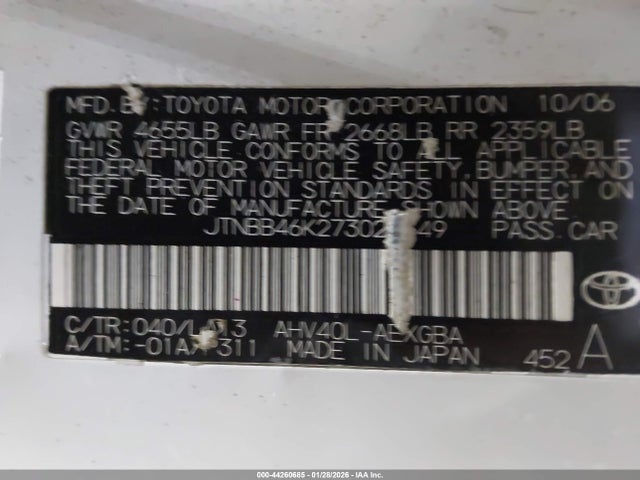 MFD. BY: TOYOTA MOTOR CORPORATION 10/06
GVWR 4655LB GAWR FR 2668LB RR 2359LB
THIS VEHICLE CONFORMS TO ALL APPLICABLE
FEDERAL MOTOR VEHICLE SAFETY, BUMPER, AND
THEFT PREVENTION STANDARDS IN EFFECT ON
THE DATE OF MANUFACTURE SHOWN ABOVE.
PASS. CAR
C/TR: AHV40L-AEXGBA
A/TM: MADE IN JAPAN 452 A
000-44260685 - 01/28/2026 - IAA Inc.